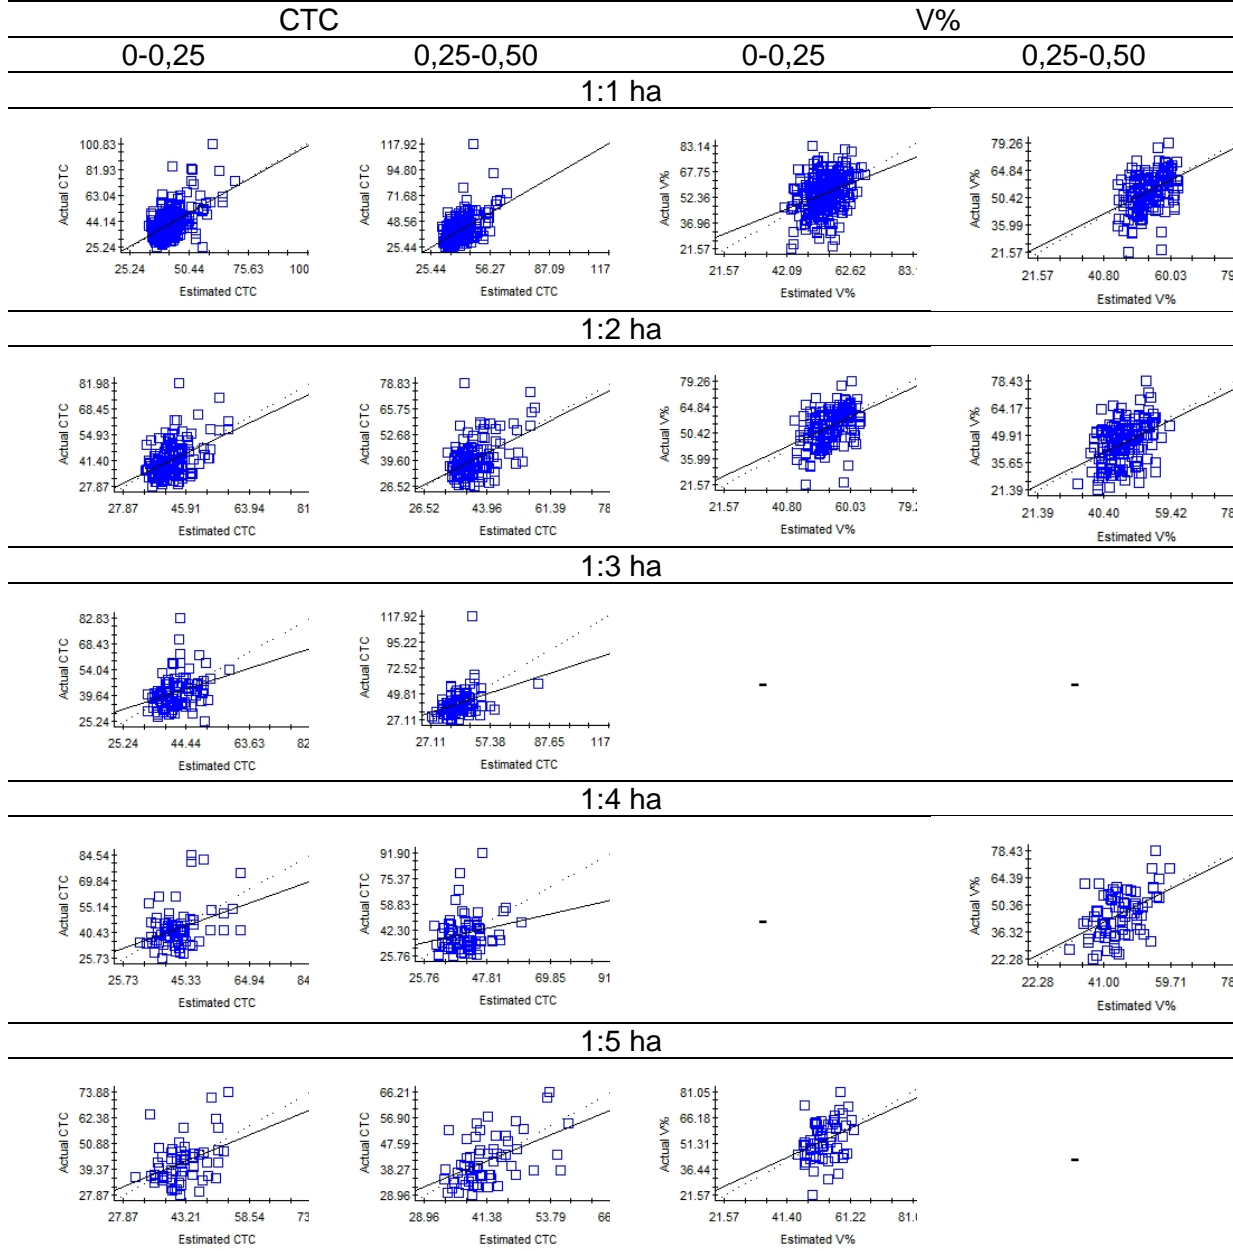 CTC V%
0-0,25 0,25-0,50 0-0,25 0,25-0,50
1:1 ha
100.83
81.93
63.04
44.14
25.24
Actual CTC
25.24 50.44 75.63 100
Estimated CTC
117.92
94.80
71.68
48.56
25.44
Actual CTC
25.44 56.27 87.09 117
Estimated CTC
83.14
67.75
52.36
36.96
21.57
Actual V%
21.57 42.09 62.62 83.
Estimated V%
79.26
64.84
50.42
35.99
21.57
Actual V%
21.57 40.80 60.03 79
Estimated V%
1:2 ha
81.98
68.45
54.93
41.40
27.87
Actual CTC
27.87 45.91 63.94 81
Estimated CTC
78.83
65.75
52.68
39.60
26.52
Actual CTC
26.52 43.96 61.39 78
Estimated CTC
79.26
64.84
50.42
35.99
21.57
Actual V%
21.57 40.80 60.03 79.2
Estimated V%
78.43
64.17
49.91
35.65
21.39
Actual V%
21.39 40.40 59.42 78
Estimated V%
1:3 ha
82.83
68.43
54.04
39.64
25.24
Actual CTC
25.24 44.44 63.63 82
Estimated CTC
117.92
95.22
72.52
49.81
27.11
Actual CTC
27.11 57.38 87.65 117
Estimated CTC
-
-
1:4 ha
84.54
69.84
55.14
40.43
25.73
Actual CTC
25.73 45.33 64.94 84
Estimated CTC
91.90
75.37
58.83
42.30
25.76
Actual CTC
25.76 47.81 69.85 91
Estimated CTC
-
78.43
64.39
50.36
36.32
22.28
Actual V%
22.28 41.00 59.71 78
Estimated V%
1:5 ha
73.88
62.38
50.88
39.37
27.87
Actual CTC
27.87 43.21 58.54 73
Estimated CTC
66.21
56.90
47.59
38.27
28.96
Actual CTC
28.96 41.38 53.79 66
Estimated CTC
81.05
66.18
51.31
36.44
21.57
Actual V%
21.57 41.40 61.22 81.0
Estimated V%
-